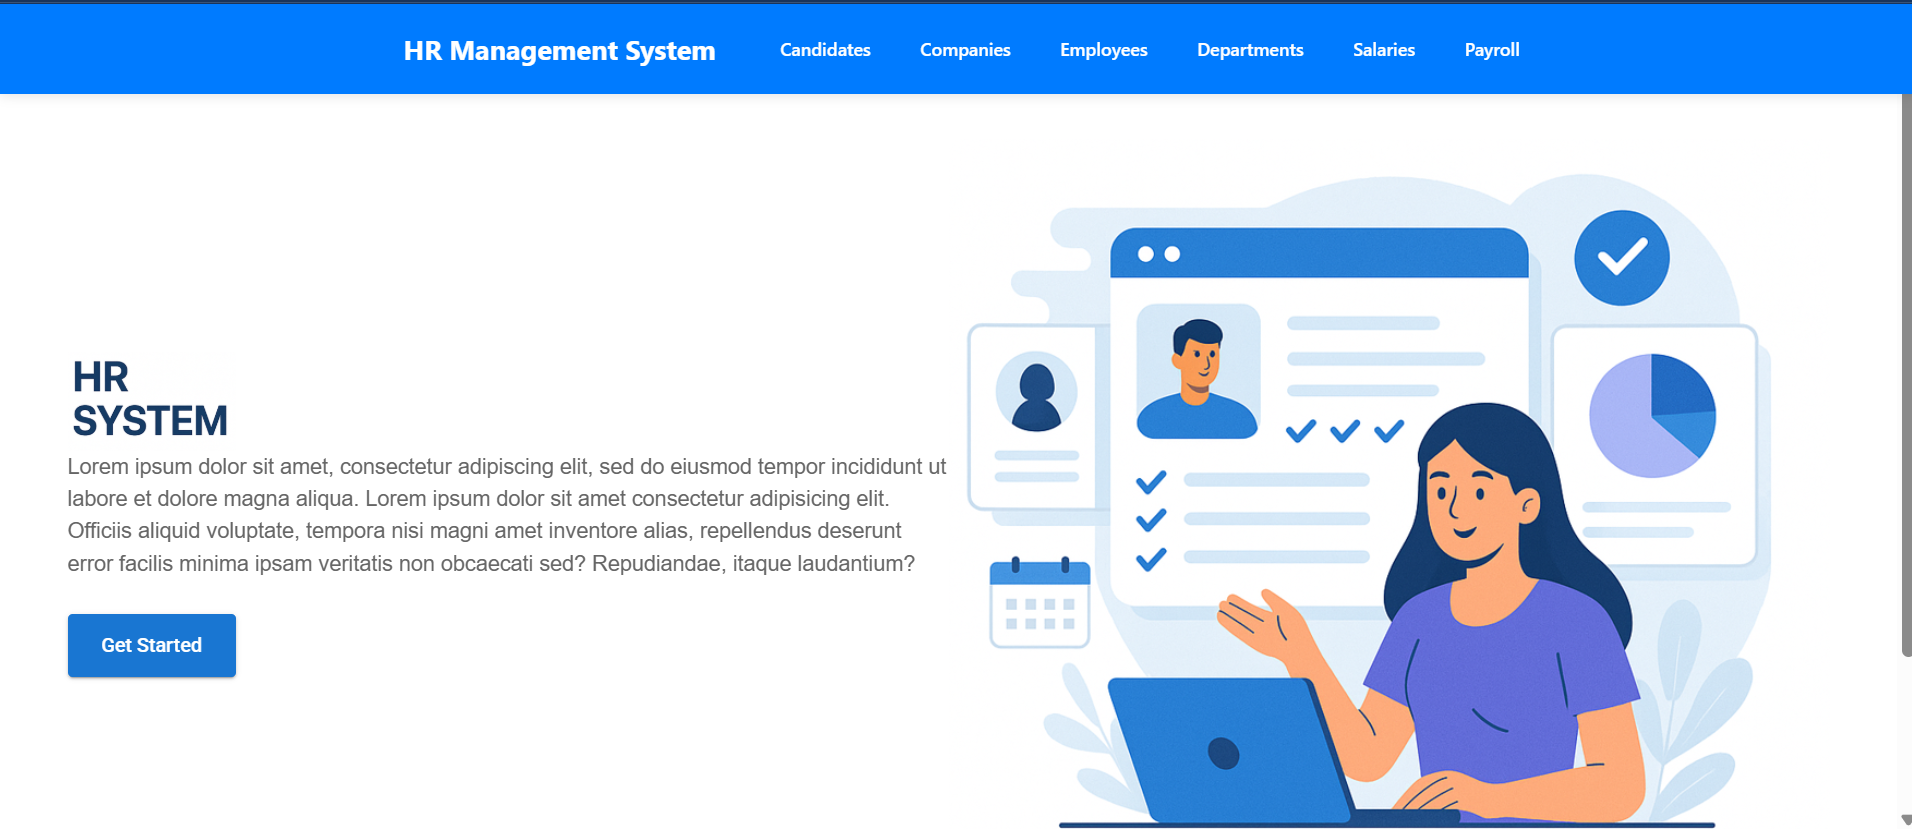 HR Management System Candidates Companies Employees Departments Salaries Payroll
HR
SYSTEM
Lorem ipsum dolor sit amet, consectetur adipiscing elit, sed do eiusmod tempor incididunt ut
labore et dolore magna aliqua. Lorem ipsum dolor sit amet consectetur adipisicing elit.
Officiis aliquid voluptate, tempora nisi magni amet inventore alias, repellendus deserunt
error facilis minima ipsam veritatis non obcaecati sed? Repudiandae, itaque laudantium?
Get Started